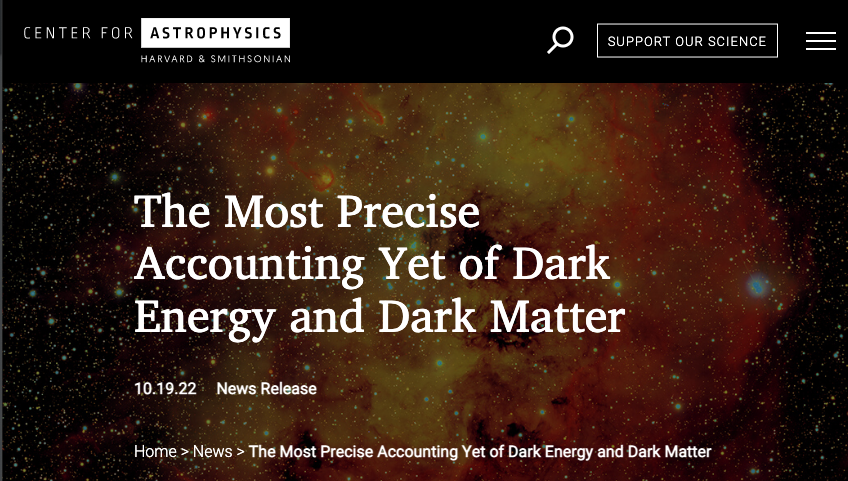 CENTER FOR ASTROPHYSICS
HARVARD & SMITHSONIAN
SUPPORT OUR SCIENCE
The Most Precise
Accounting Yet of Dark
Energy and Dark Matter
10.19.22 News Release
Home > News > The Most Precise Accounting Yet of Dark Energy and Dark Matter